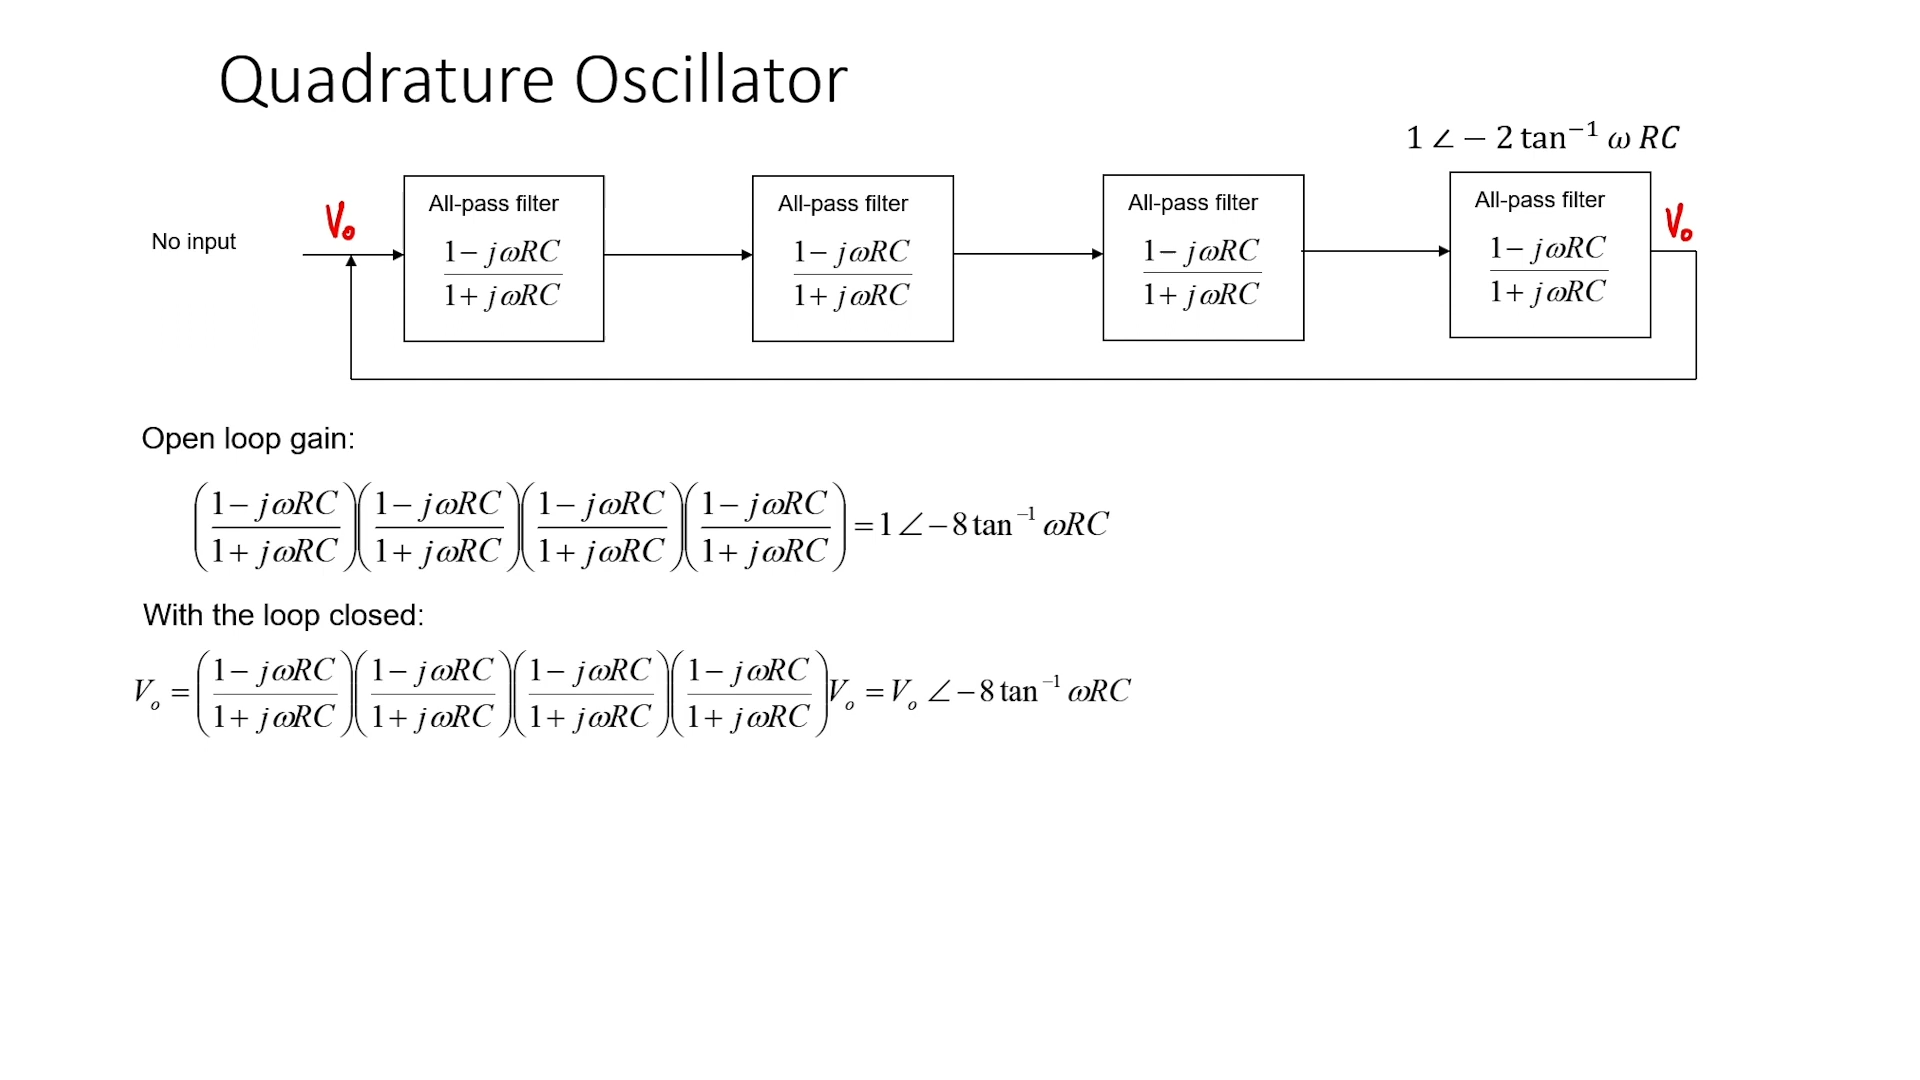 Quadrature Oscillator
1 ∠ − 2 tan⁻¹ ω RC
No input
V₀
All-pass filter
1− jωRC
1+ jωRC
All-pass filter
1− jωRC
1+ jωRC
All-pass filter
1− jωRC
1+ jωRC
All-pass filter
1− jωRC
1+ jωRC
V₀
Open loop gain:
((1− jωRC)/(1+ jωRC))((1− jωRC)/(1+ jωRC))((1− jωRC)/(1+ jωRC))((1− jωRC)/(1+ jωRC)) = 1∠−8 tan⁻¹ ωRC
With the loop closed:
Vₒ = ((1− jωRC)/(1+ jωRC))((1− jωRC)/(1+ jωRC))((1− jωRC)/(1+ jωRC))((1− jωRC)/(1+ jωRC))Vₒ = Vₒ ∠−8 tan⁻¹ ωRC